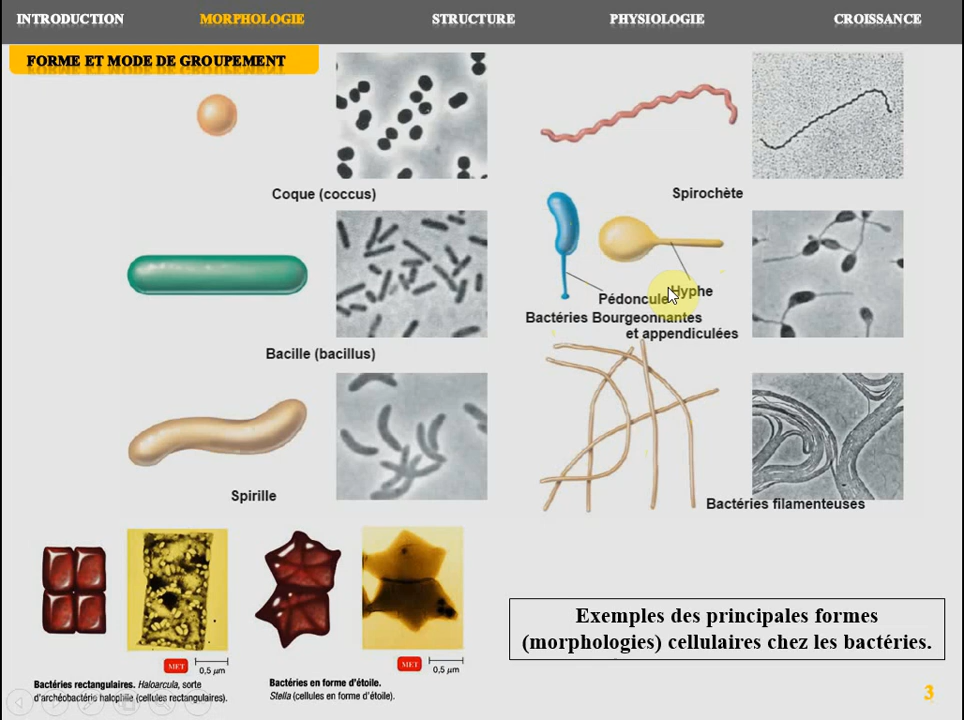 INTRODUCTION MORPHOLOGIE STRUCTURE PHYSIOLOGIE CROISSANCE
FORME ET MODE DE GROUPEMENT
Coque (coccus)
Spirochète
Pédoncule
Hyphe
Bactéries Bourgeonnantes
et appendiculées
Bacille (bacillus)
Spirille
Bactéries filamenteuses
MET 0,5 µm
Bactéries rectangulaires. Haloarcula, sorte
d'archéobactérie halophile (cellules rectangulaires).
MET 0,5 µm
Bactéries en forme d'étoile.
Stella (cellules en forme d'étoile).
Exemples des principales formes
(morphologies) cellulaires chez les bactéries.
3